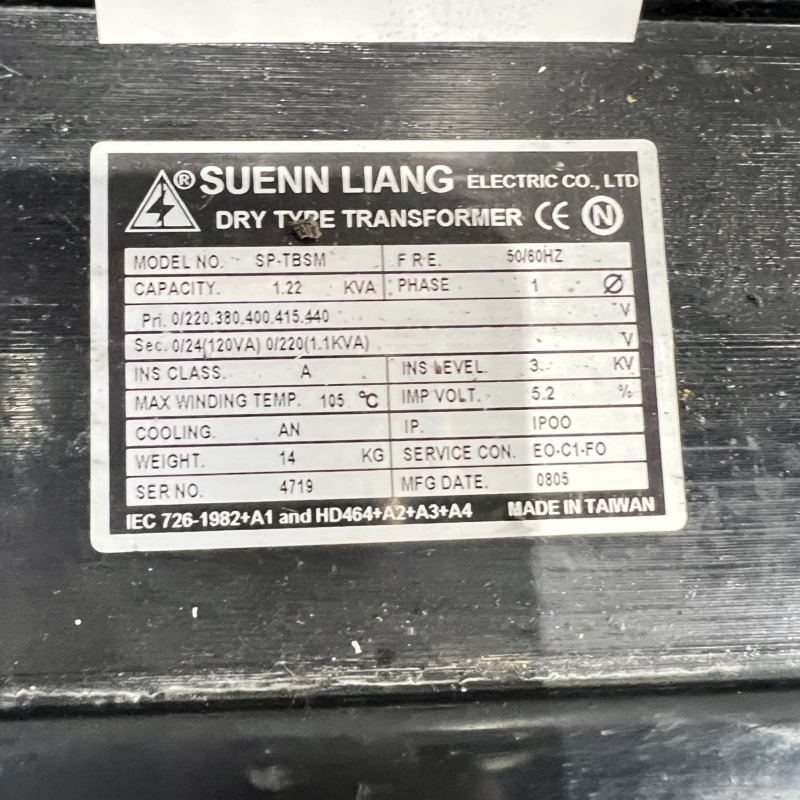 ® SUENN LIANG ELECTRIC CO., LTD
DRY TYPE TRANSFORMER CE N
MODEL NO. SP-TBSM F R E. 50/60HZ
CAPACITY. 1.22 KVA PHASE 1 Ø
Pri. 0/220.380.400.415.440 V
Sec. 0/24(120VA) 0/220(1.1KVA) V
INS CLASS. A INS LEVEL. 3. KV
MAX WINDING TEMP. 105 °C IMP VOLT. 5.2 %
COOLING. AN IP. IP00
WEIGHT. 14 KG SERVICE CON. EO-C1-FO
SER NO. 4719 MFG DATE. 0805
IEC 726-1982+A1 and HD464+A2+A3+A4 MADE IN TAIWAN